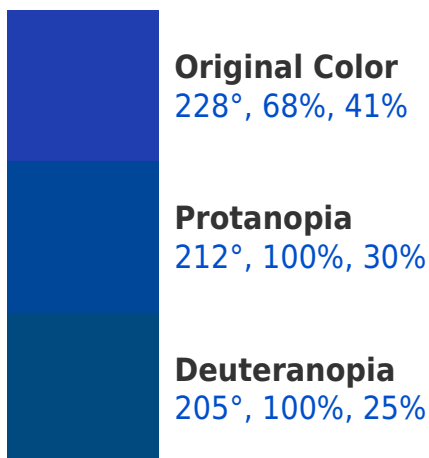 Original Color
228°, 68%, 41%
Protanopia
212°, 100%, 30%
Deuteranopia
205°, 100%, 25%